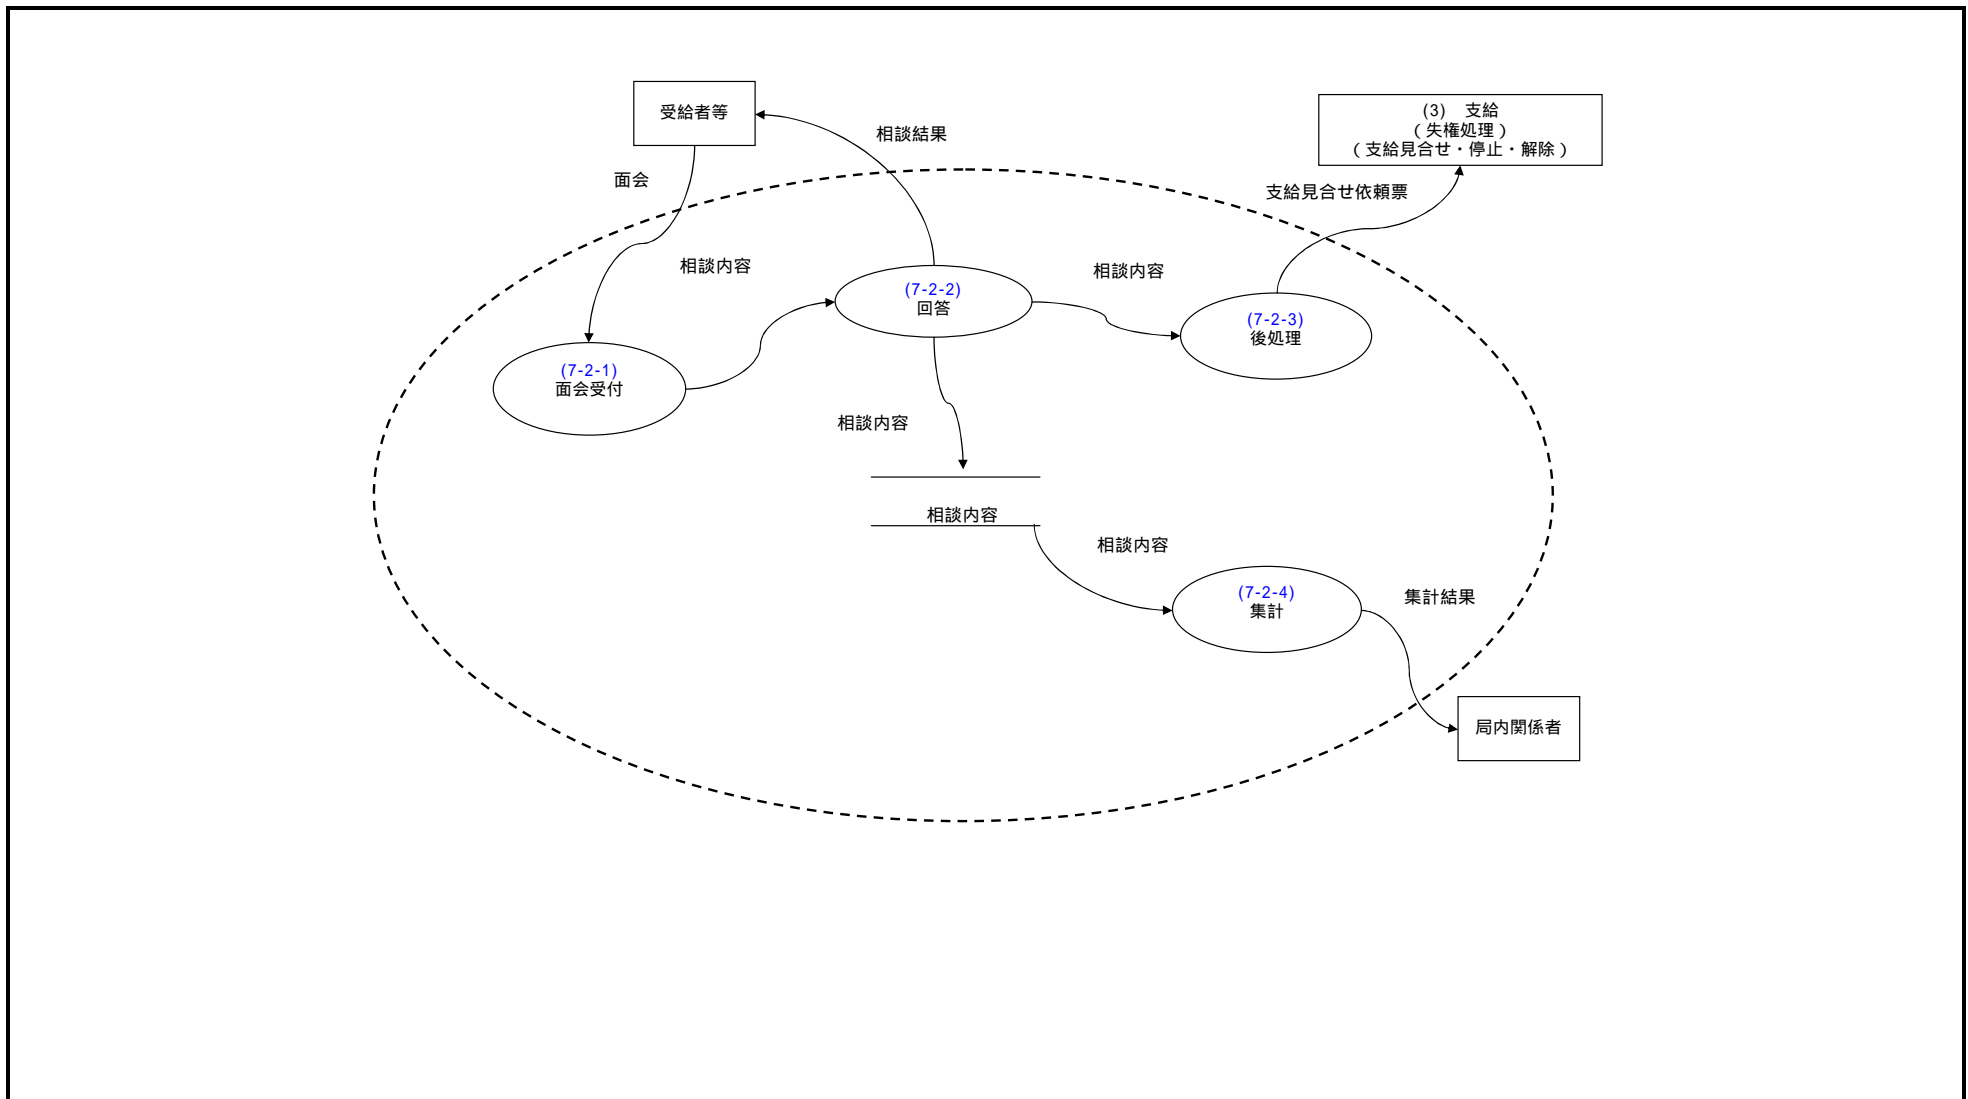 受給者等
(3)　支給
（失権処理）
（支給見合せ・停止・解除）
相談結果
面会
支給見合せ依頼票
相談内容
相談内容
(7-2-2)
回答
(7-2-3)
後処理
(7-2-1)
面会受付
相談内容
相談内容
相談内容
(7-2-4)
集計
集計結果
局内関係者